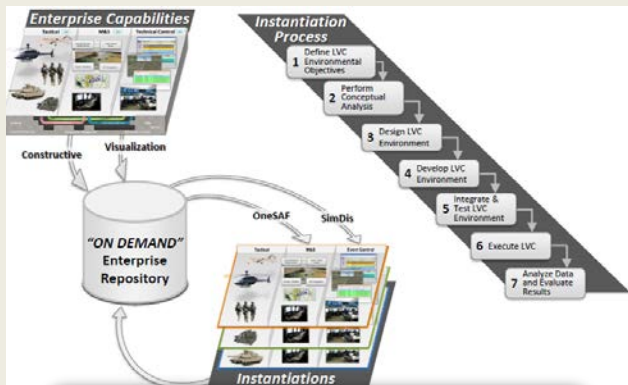 Enterprise Capabilities
Tactical
M&S
Technical Control
Constructive
Visualization
"ON DEMAND"
Enterprise
Repository
OneSAF
SimDis
Tactical
M&S
Event Control
Instantiations
Instantiation
Process
1 Define LVC
Environmental
Objectives
2 Perform
Conceptual
Analysis
3 Design LVC
Environment
4 Develop LVC
Environment
5 Integrate &
Test LVC
Environment
6 Execute LVC
7 Analyze Data
and Evaluate
Results